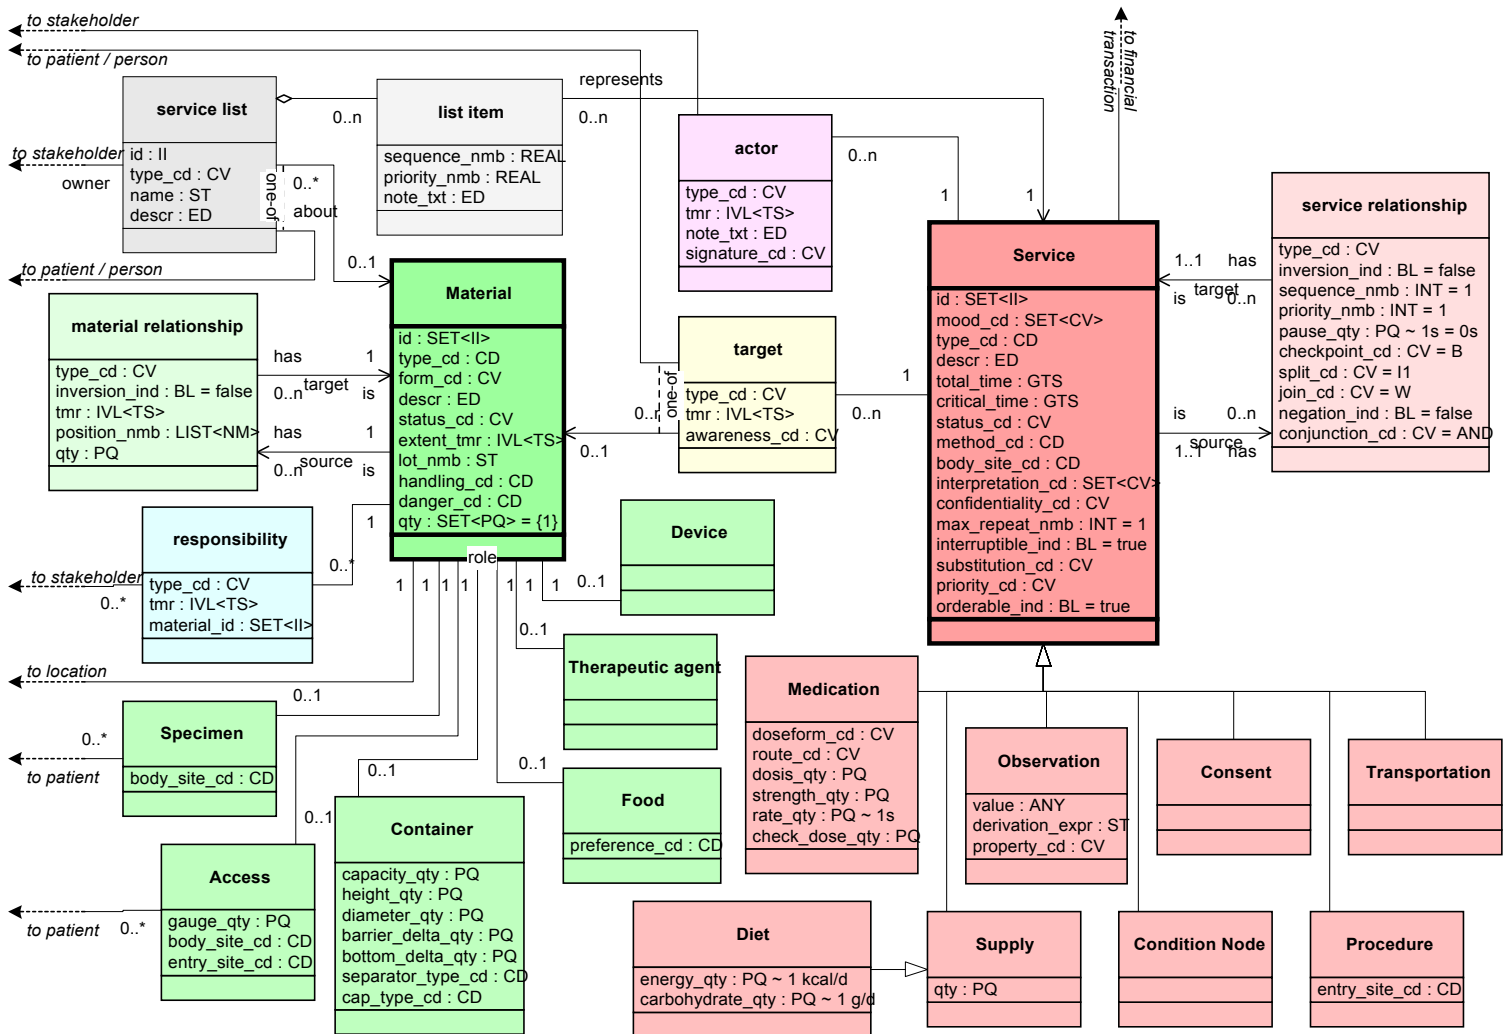 to stakeholder
to patient / person
to financial
transaction
represents
service list
id : II
type_cd : CV
name : ST
descr : ED
0..n
list item
sequence_nmb : REAL
priority_nmb : REAL
note_txt : ED
0..n
to stakeholder
owner
one-of
0..*
about
0..1
to patient / person
actor
type_cd : CV
tmr : IVL<TS>
note_txt : ED
signature_cd : CV
0..n
1
1
Service
id : SET<II>
mood_cd : SET<CV>
type_cd : CD
descr : ED
total_time : GTS
critical_time : GTS
status_cd : CV
method_cd : CD
body_site_cd : CD
interpretation_cd : SET<CV>
confidentiality_cd : CV
max_repeat_nmb : INT = 1
interruptible_ind : BL = true
substitution_cd : CV
priority_cd : CV
orderable_ind : BL = true
service relationship
type_cd : CV
inversion_ind : BL = false
sequence_nmb : INT = 1
priority_nmb : INT = 1
pause_qty : PQ ~ 1s = 0s
checkpoint_cd : CV = B
split_cd : CV = I1
join_cd : CV = W
negation_ind : BL = false
conjunction_cd : CV = AND
1..1 has
target
is 0..n
is 0..n
source
1..1 has
material relationship
type_cd : CV
inversion_ind : BL = false
tmr : IVL<TS>
position_nmb : LIST<NM>
qty : PQ
has 1
target
0..n is
has 1
source
0..n is
Material
id : SET<II>
type_cd : CD
form_cd : CV
descr : ED
status_cd : CV
extent_tmr : IVL<TS>
lot_nmb : ST
handling_cd : CD
danger_cd : CD
qty : SET<PQ> = {1}
role
target
type_cd : CV
tmr : IVL<TS>
awareness_cd : CV
one-of
0..n
0..1
0..n
1
responsibility
type_cd : CV
tmr : IVL<TS>
material_id : SET<II>
1
0..*
to stakeholder
0..*
1
1
1
1
1
1
1
Device
0..1
Therapeutic agent
0..1
to location
0..1
Specimen
body_site_cd : CD
0..*
to patient
0..1
Access
gauge_qty : PQ
body_site_cd : CD
entry_site_cd : CD
to patient
0..*
0..1
Container
capacity_qty : PQ
height_qty : PQ
diameter_qty : PQ
barrier_delta_qty : PQ
bottom_delta_qty : PQ
separator_type_cd : CD
cap_type_cd : CD
0..1
Food
preference_cd : CD
Medication
doseform_cd : CV
route_cd : CV
dosis_qty : PQ
strength_qty : PQ
rate_qty : PQ ~ 1s
check_dose_qty : PQ
Observation
value : ANY
derivation_expr : ST
property_cd : CV
Consent
Transportation
Diet
energy_qty : PQ ~ 1 kcal/d
carbohydrate_qty : PQ ~ 1 g/d
Supply
qty : PQ
Condition Node
Procedure
entry_site_cd : CD